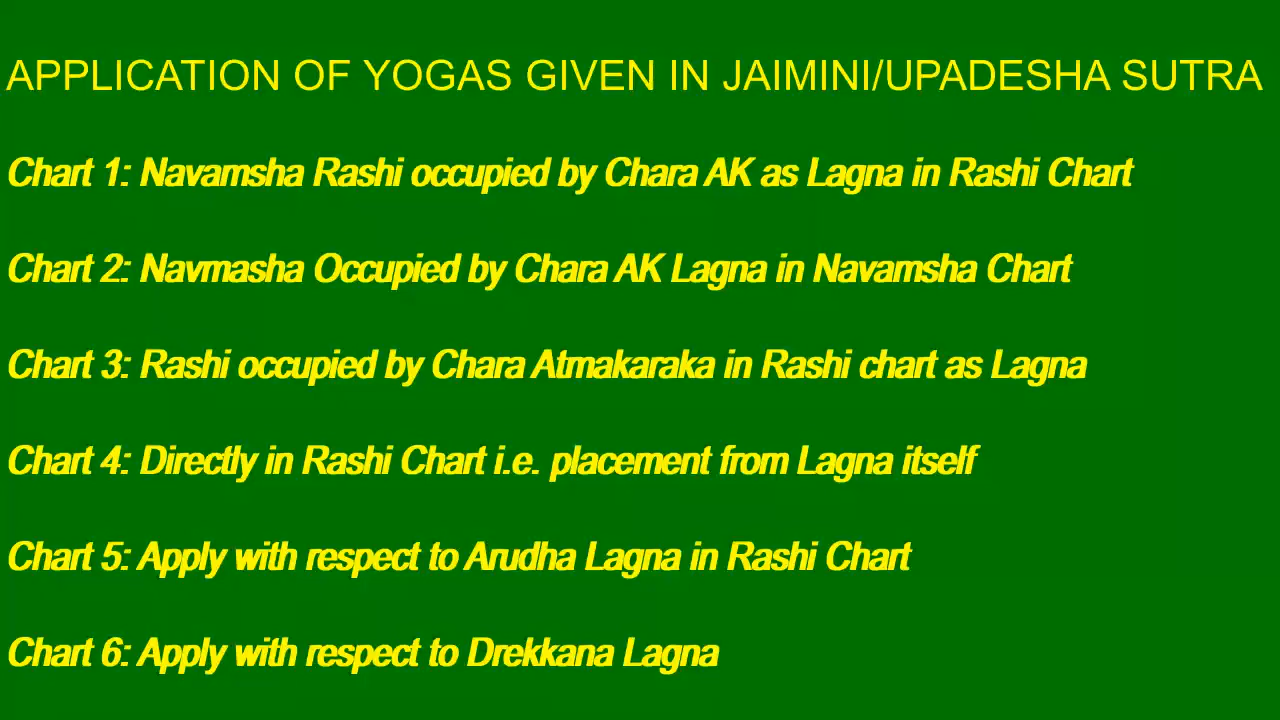 APPLICATION OF YOGAS GIVEN IN JAIMINI/UPADESHA SUTRA
Chart 1: Navamsha Rashi occupied by Chara AK as Lagna in Rashi Chart
Chart 2: Navmasha Occupied by Chara AK Lagna in Navamsha Chart
Chart 3: Rashi occupied by Chara Atmakaraka in Rashi chart as Lagna
Chart 4: Directly in Rashi Chart i.e. placement from Lagna itself
Chart 5: Apply with respect to Arudha Lagna in Rashi Chart
Chart 6: Apply with respect to Drekkana Lagna